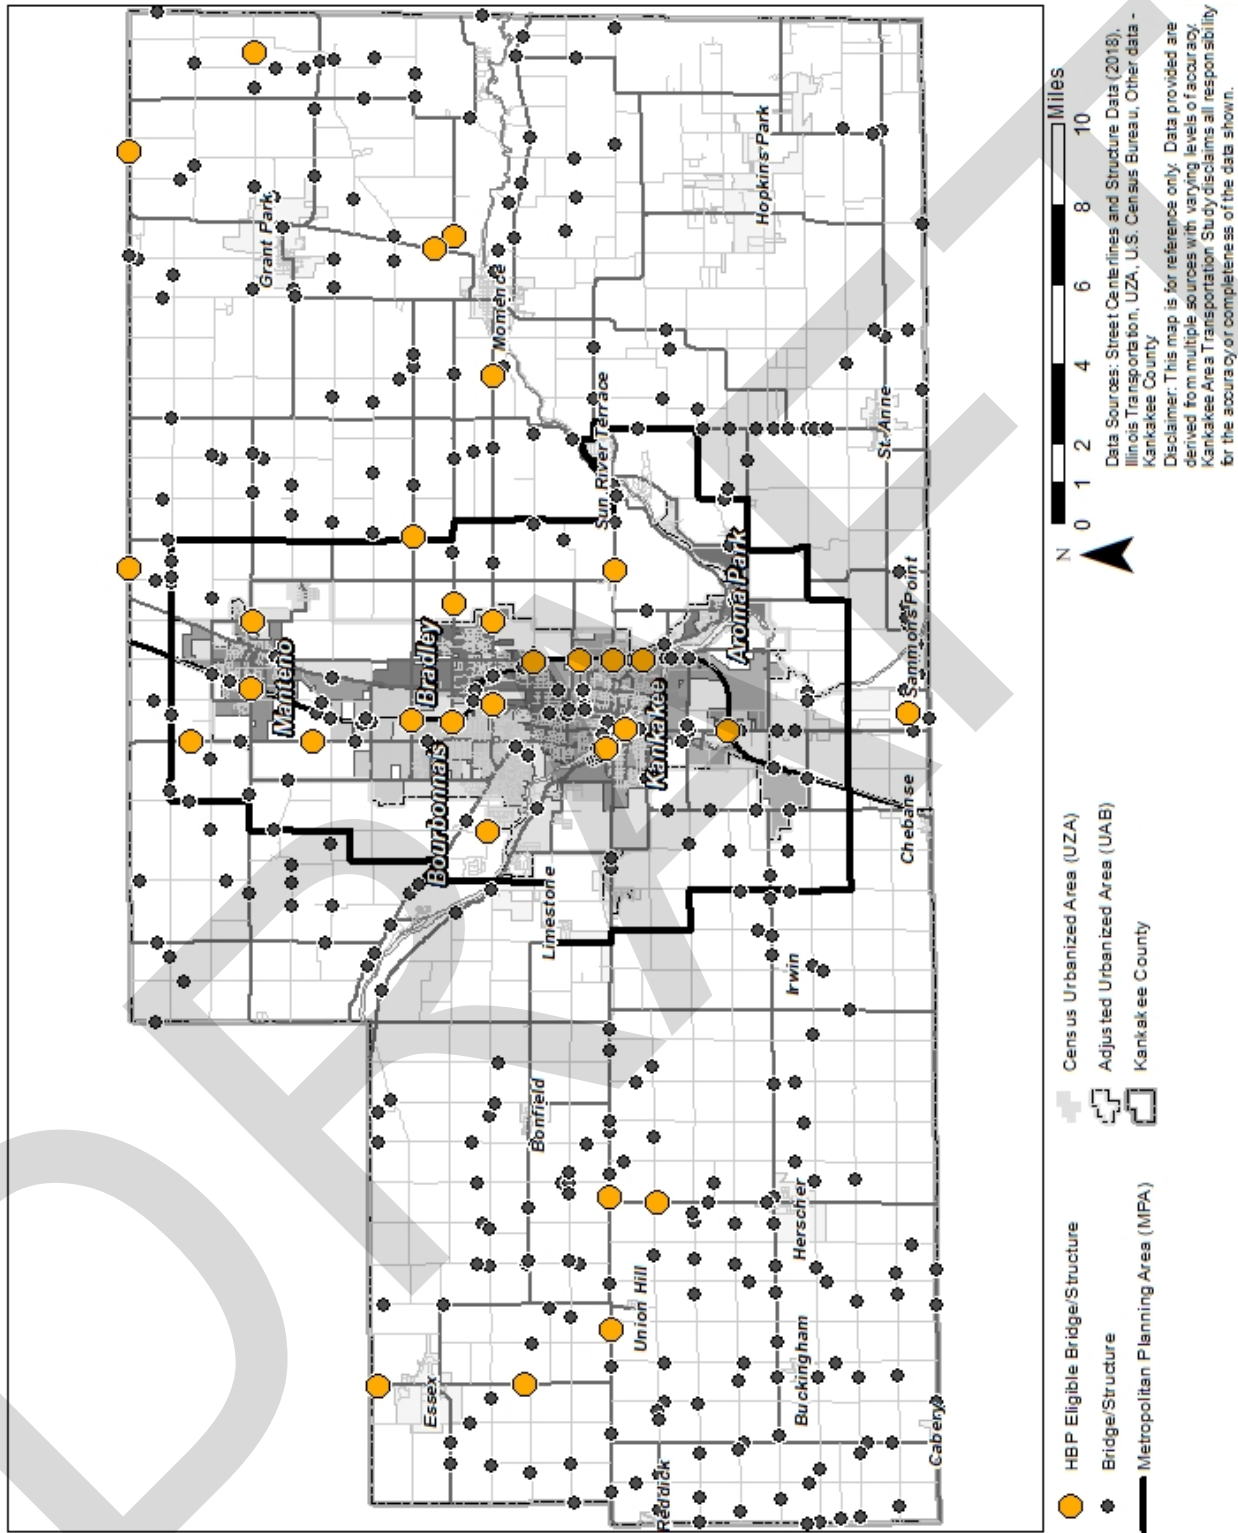 DRAFT
Grant Park
Momence
Hopkins Park
Sun River Terrace
St. Anne
Manteno
Bradley
Bourbonnais
Kankakee
Aroma Park
Sammons Point
Chebanse
Limestone
Irwin
Bonfield
Herscher
Essex
Union Hill
Buckingham
Reddick
Cabery
HBP Eligible Bridge/Structure
Bridge/Structure
Metropolitan Planning Area (MPA)
Census Urbanized Area (UZA)
Adjusted Urbanized Area (UAB)
Kankakee County
N
0 1 2 4 6 8 10
Miles
Data Sources: Street Centerlines and Structure Data (2018),
Illinois Transportation, UZA, U.S. Census Bureau, Other data -
Kankakee County
Disclaimer: This map is for reference only. Data provided are
derived from multiple sources with varying levels of accuracy.
Kankakee Area Transportation Study disclaims all responsibility
for the accuracy or completeness of the data shown.